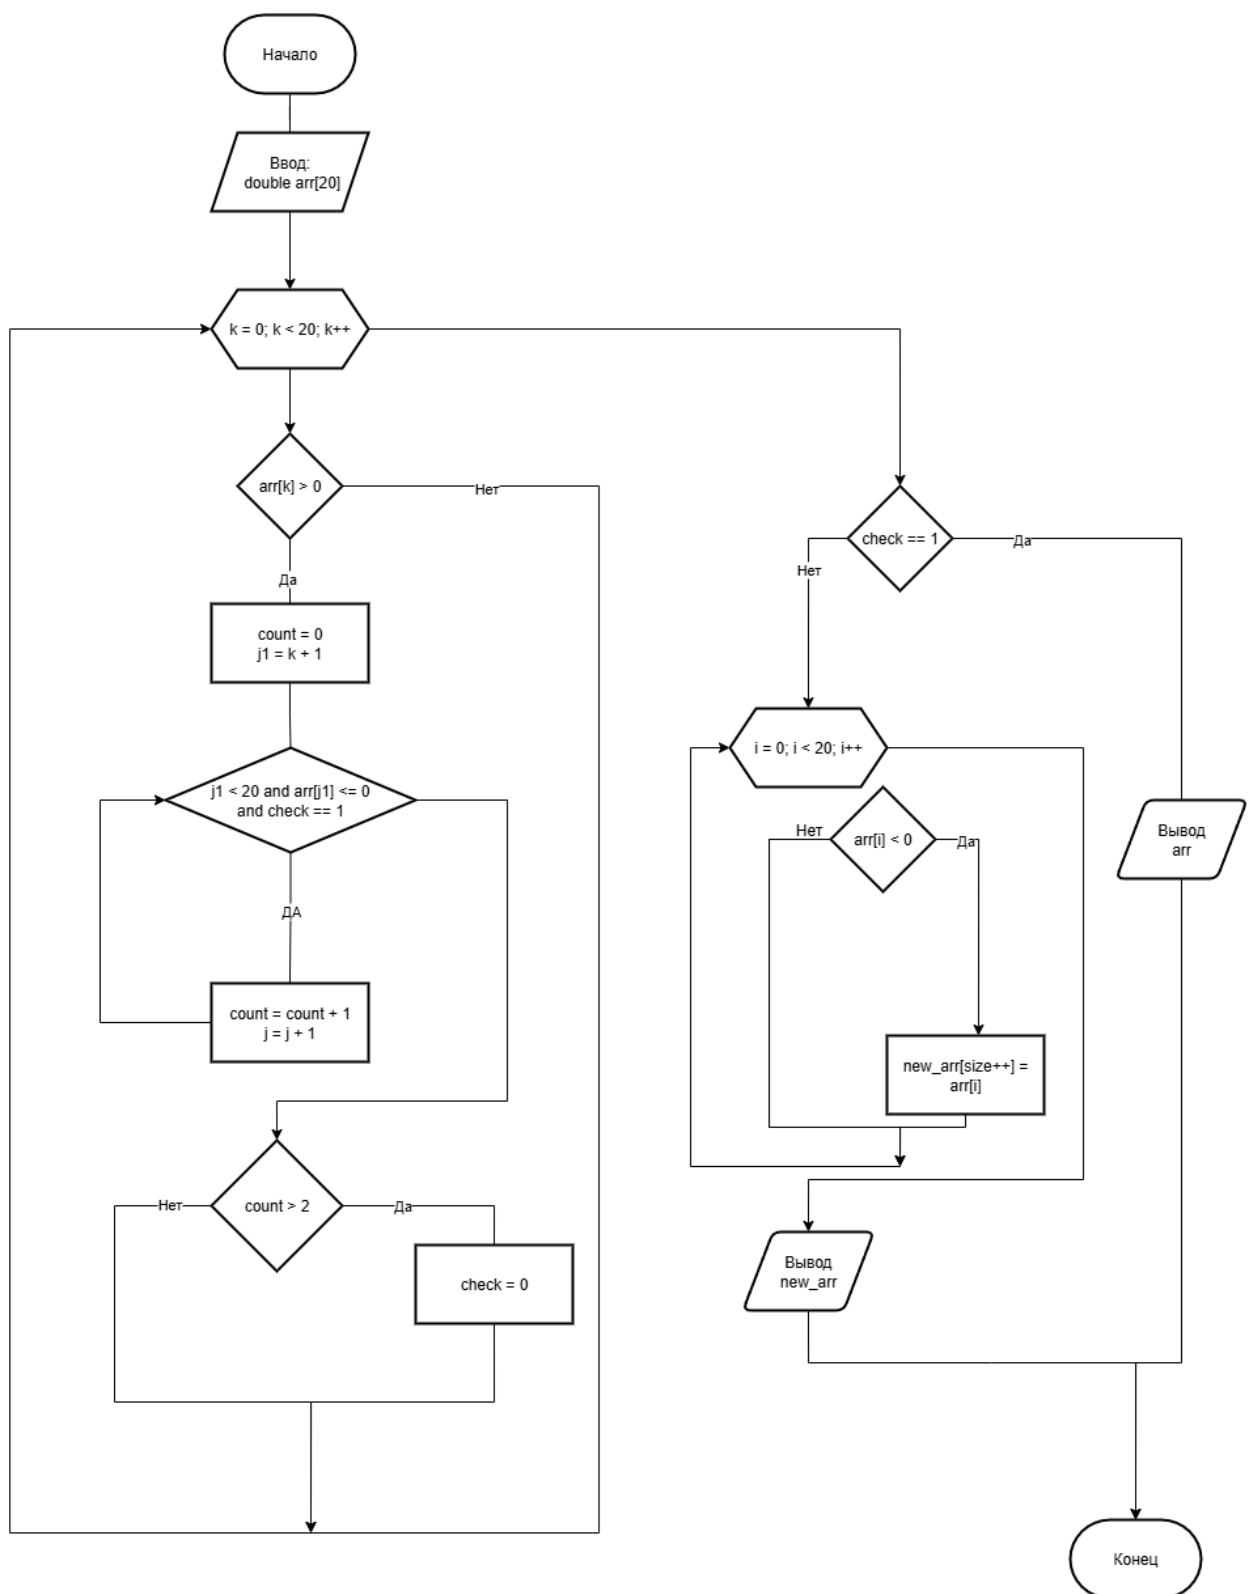 Начало
Ввод:
double arr[20]
k = 0; k < 20; k++
arr[k] > 0
Нет
Да
count = 0
j1 = k + 1
j1 < 20 and arr[j1] <= 0
and check == 1
ДА
count = count + 1
j = j + 1
count > 2
Нет
Да
check = 0
check == 1
Да
Нет
i = 0; i < 20; i++
arr[i] < 0
Нет
Да
new_arr[size++] =
arr[i]
Вывод
arr
Вывод
new_arr
Конец